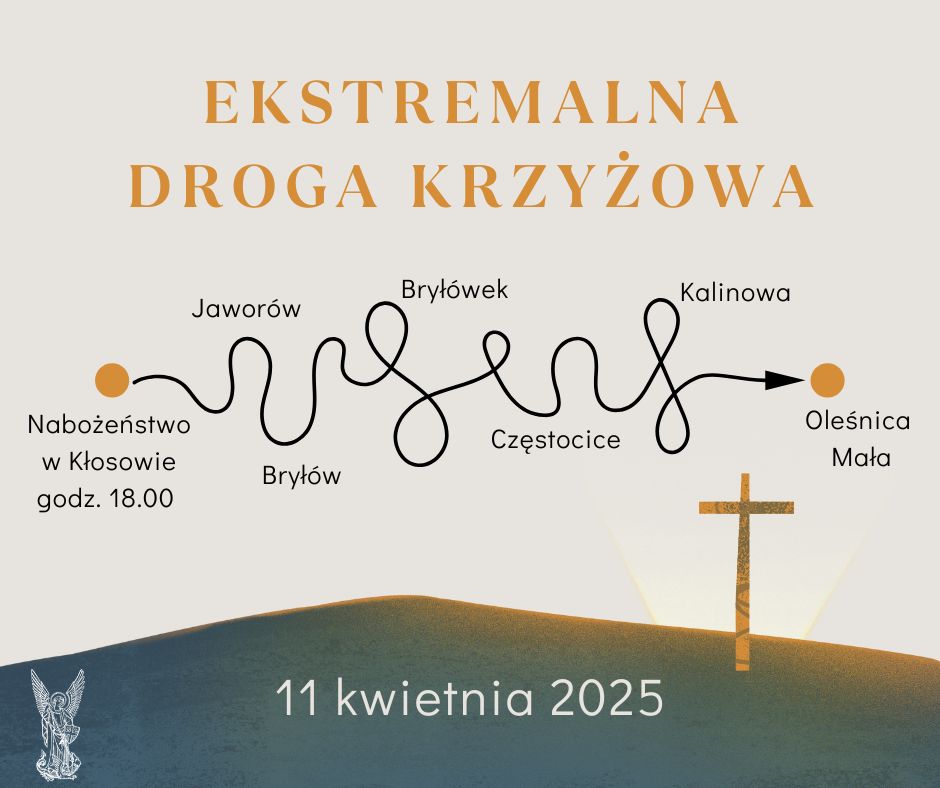 EKSTREMALNA
DROGA KRZYŻOWA
Jaworów
Bryłówek
Kalinowa
Nabożeństwo
w Kłosowie
godz. 18.00
Bryłów
Częstocice
Oleśnica
Mała
11 kwietnia 2025